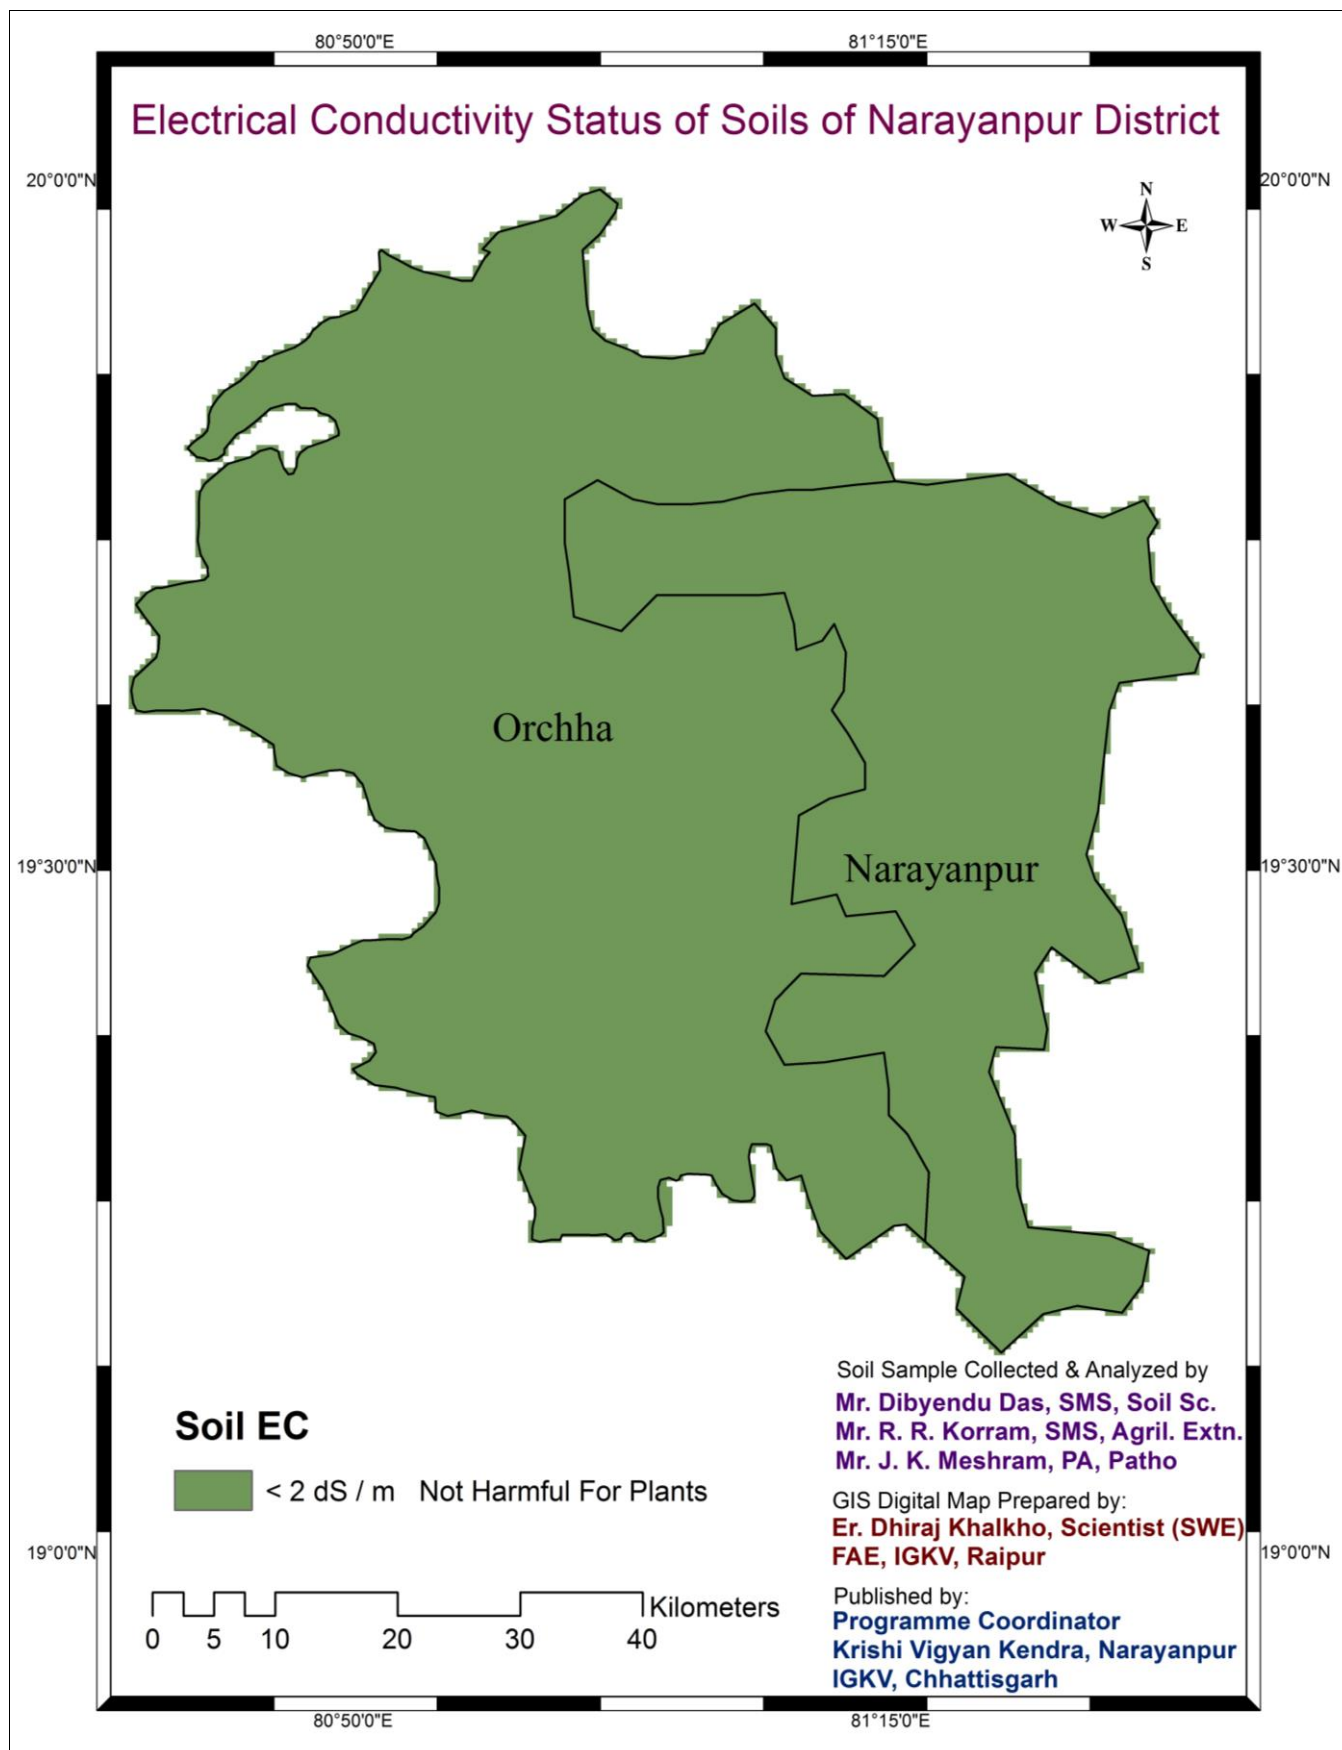 80°50'0"E 81°15'0"E
Electrical Conductivity Status of Soils of Narayanpur District
20°0'0"N 20°0'0"N
N
W E
S
Orchha
19°30'0"N 19°30'0"N
Narayanpur
Soil Sample Collected & Analyzed by
Mr. Dibyendu Das, SMS, Soil Sc.
Mr. R. R. Korram, SMS, Agril. Extn.
Mr. J. K. Meshram, PA, Patho
Soil EC
< 2 dS / m Not Harmful For Plants
GIS Digital Map Prepared by:
Er. Dhiraj Khalkho, Scientist (SWE)
FAE, IGKV, Raipur
19°0'0"N 19°0'0"N
Published by:
Programme Coordinator
Krishi Vigyan Kendra, Narayanpur
IGKV, Chhattisgarh
Kilometers
0 5 10 20 30 40
80°50'0"E 81°15'0"E